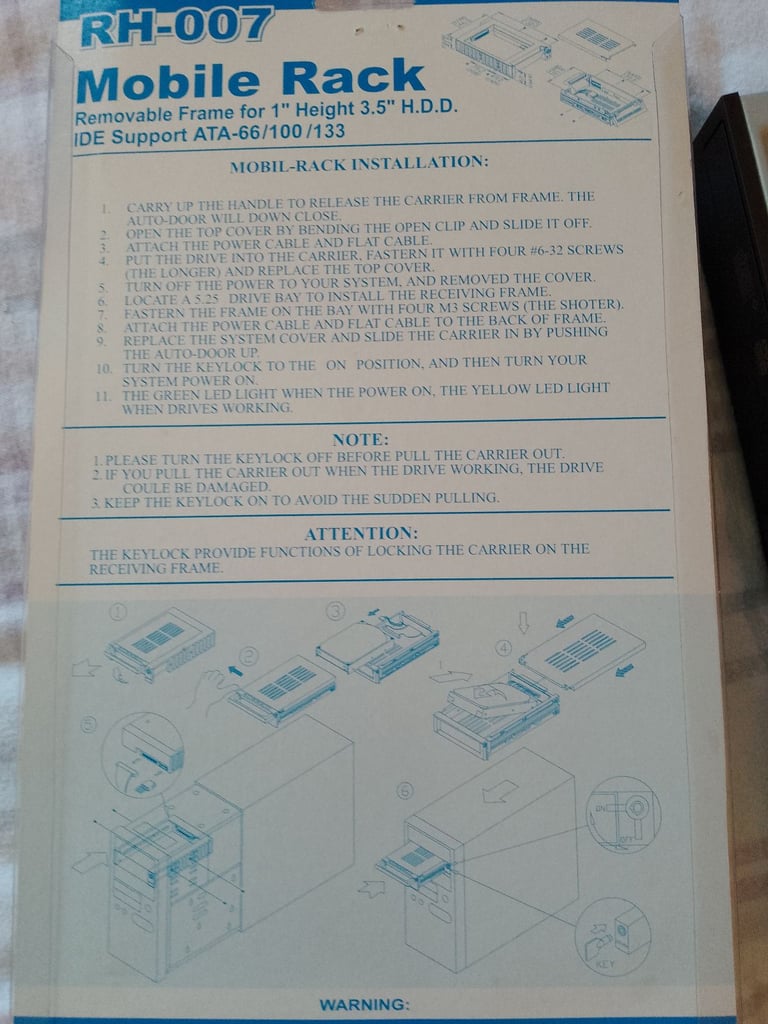 RH-007
Mobile Rack
Removable Frame for 1" Height 3.5" H.D.D.
IDE Support ATA-66/100/133
MOBIL-RACK INSTALLATION:
1. CARRY UP THE HANDLE TO RELEASE THE CARRIER FROM FRAME. THE
AUTO-DOOR WILL DOWN CLOSE.
2. OPEN THE TOP COVER BY BENDING THE OPEN CLIP AND SLIDE IT OFF.
3. ATTACH THE POWER CABLE AND FLAT CABLE.
4. PUT THE DRIVE INTO THE CARRIER, FASTERN IT WITH FOUR #6-32 SCREWS
(THE LONGER) AND REPLACE THE TOP COVER.
5. TURN OFF THE POWER TO YOUR SYSTEM, AND REMOVED THE COVER.
6. LOCATE A 5.25 DRIVE BAY TO INSTALL THE RECEIVING FRAME.
7. FASTERN THE FRAME ON THE BAY WITH FOUR M3 SCREWS (THE SHOTER).
8. ATTACH THE POWER CABLE AND FLAT CABLE TO THE BACK OF FRAME.
9. REPLACE THE SYSTEM COVER AND SLIDE THE CARRIER IN BY PUSHING
THE AUTO-DOOR UP.
10. TURN THE KEYLOCK TO THE ON POSITION, AND THEN TURN YOUR
SYSTEM POWER ON.
11. THE GREEN LED LIGHT WHEN THE POWER ON, THE YELLOW LED LIGHT
WHEN DRIVES WORKING.
NOTE:
1. PLEASE TURN THE KEYLOCK OFF BEFORE PULL THE CARRIER OUT.
2. IF YOU PULL THE CARRIER OUT WHEN THE DRIVE WORKING, THE DRIVE
COULE BE DAMAGED.
3. KEEP THE KEYLOCK ON TO AVOID THE SUDDEN PULLING.
ATTENTION:
THE KEYLOCK PROVIDE FUNCTIONS OF LOCKING THE CARRIER ON THE
RECEIVING FRAME.
1
2
3
4
5
6
ON
OFF
KEY
WARNING: